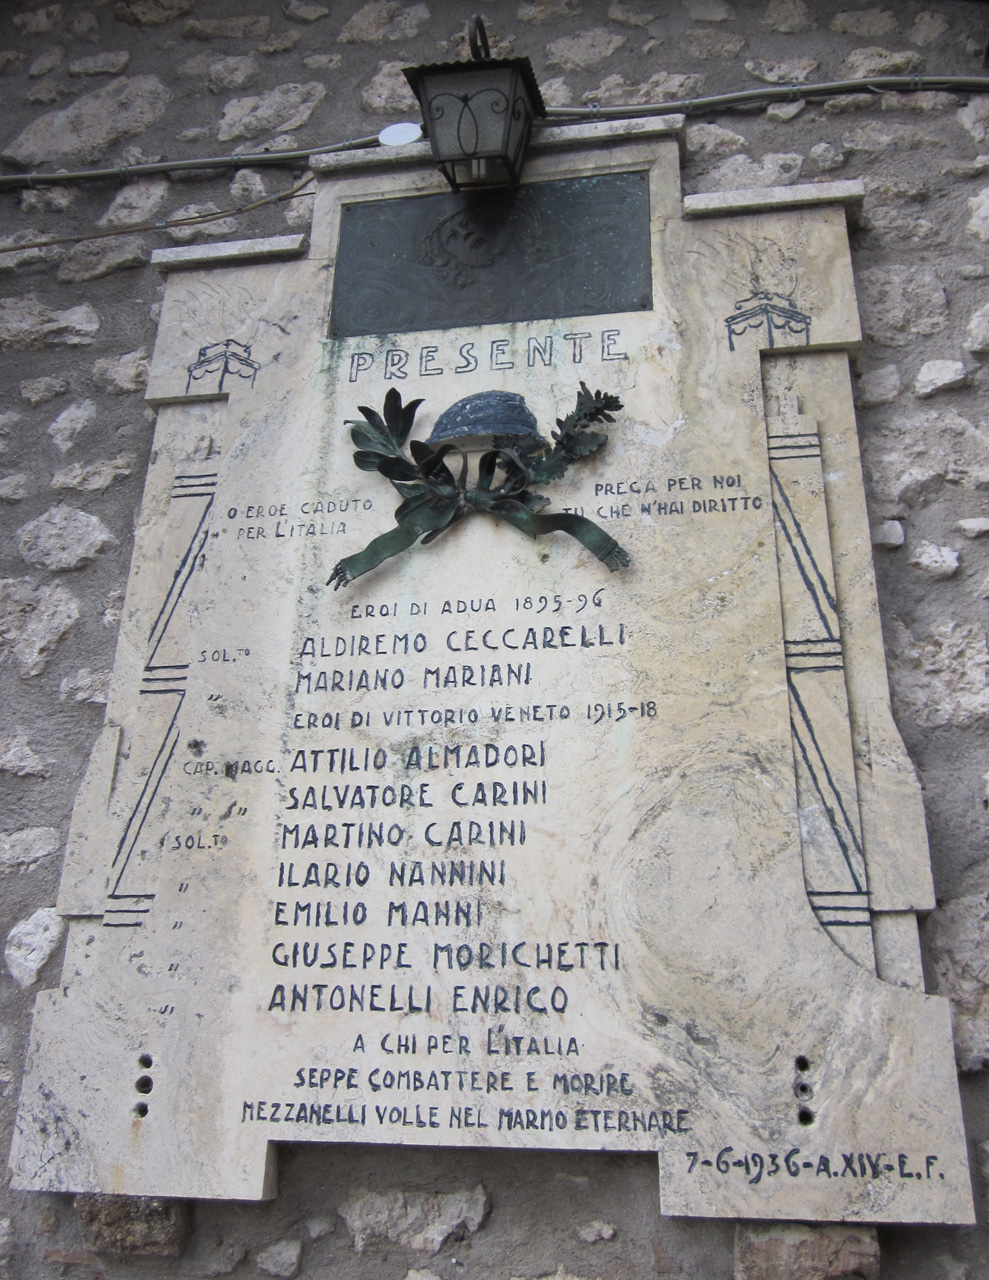 PRESENTE
O EROE CADUTO
PER L'ITALIA
PREGA PER NOI
TU CHE N'HAI DIRITTO
EROI DI ADUA 1895-96
ALDIREMO CECCARELLI
SOL.TO MARIANO MARIANI
EROI DI VITTORIO VENETO 1915-18
CAP. MAGG. ATTILIO ALMADORI
" " SALVATORE CARINI
SOL.TO MARTINO CARINI
" ILARIO NANNINI
" EMILIO MANNI
" GIUSEPPE MORICHETTI
" ANTONELLI ENRICO
A CHI PER L'ITALIA
SEPPE COMBATTERE E MORIRE
MEZZANELLI VOLLE NEL MARMO ETERNARE
7-6-1936-A.XIV-E.F.